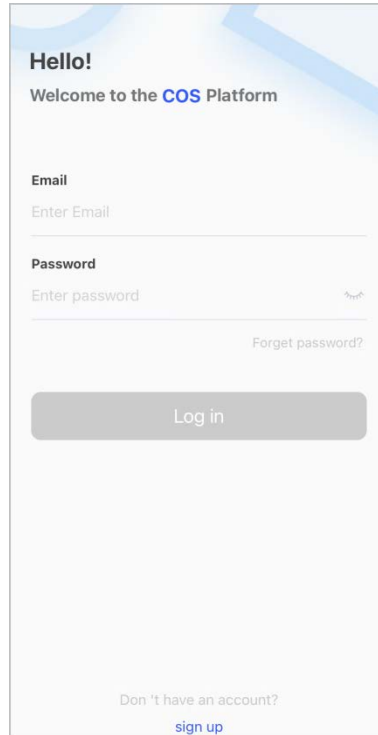 Hello!
Welcome to the COS Platform
Email
Enter Email
Password
Enter password
Forget password?
Log in
Don 't have an account?
sign up